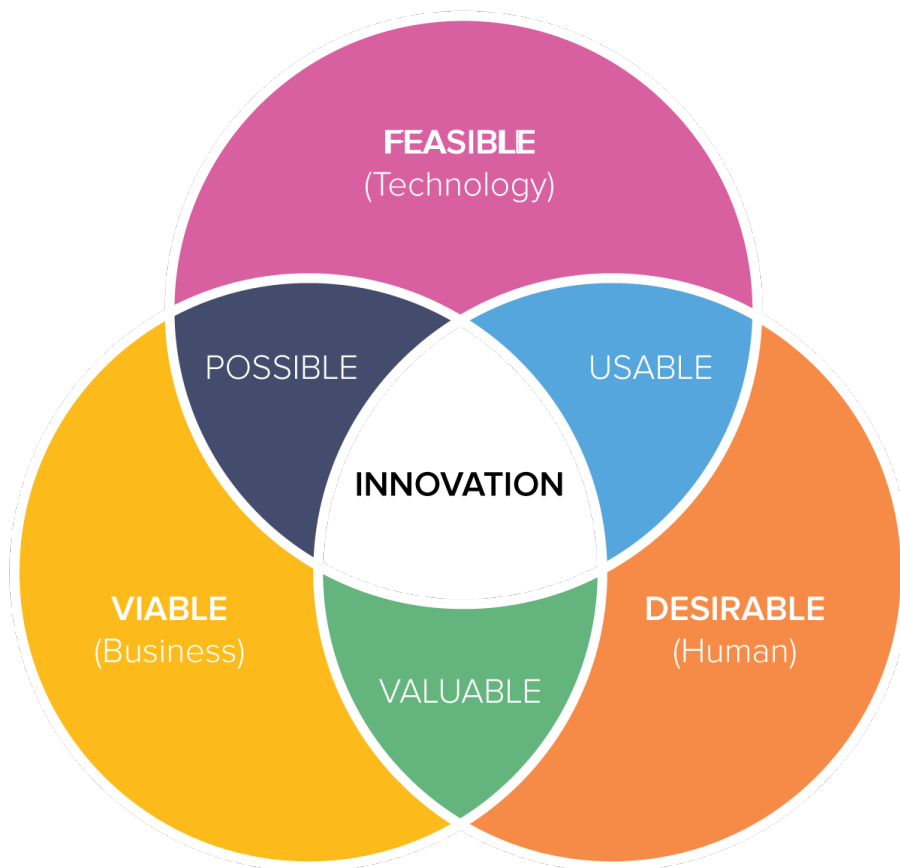 FEASIBLE
(Technology)
POSSIBLE
USABLE
INNOVATION
VIABLE
(Business)
DESIRABLE
(Human)
VALUABLE